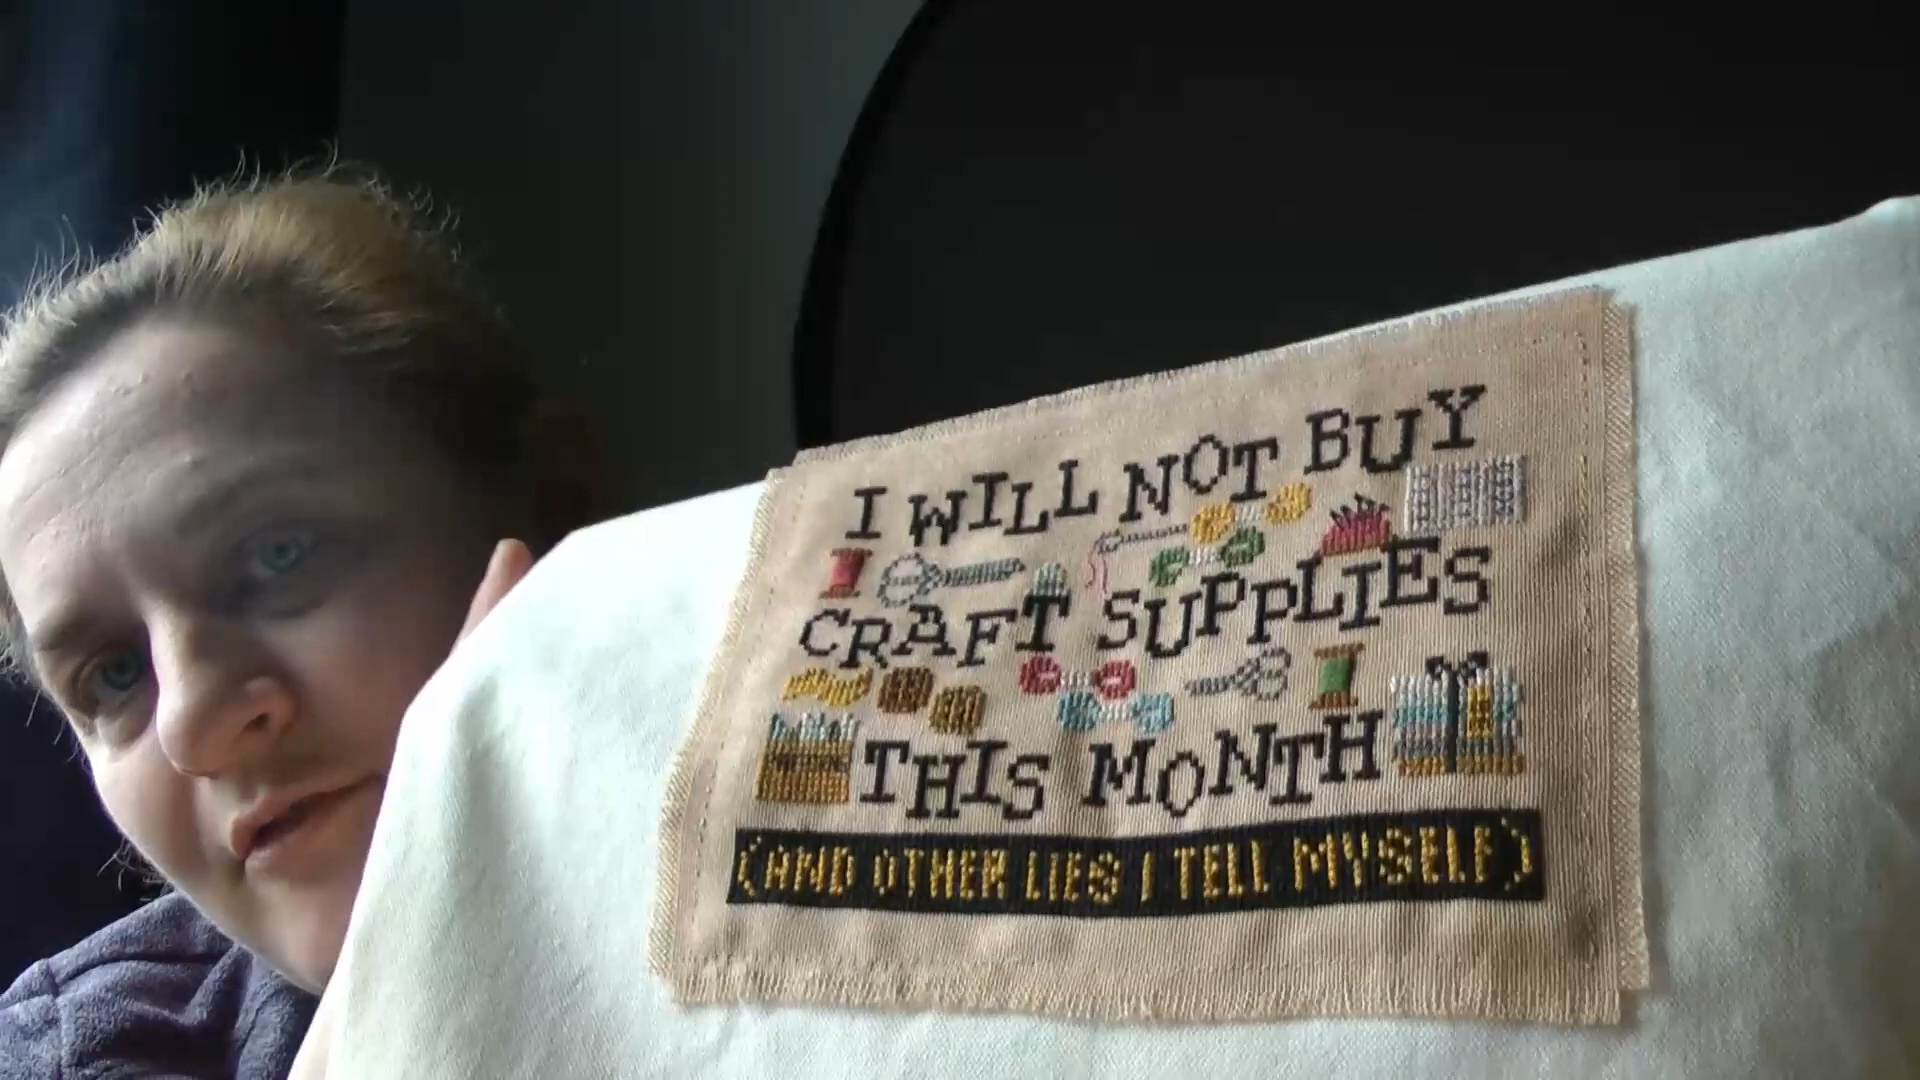 I WILL NOT BUY
CRAFT SUPPLIES
THIS MONTH
(AND OTHER LIES I TELL MYSELF)